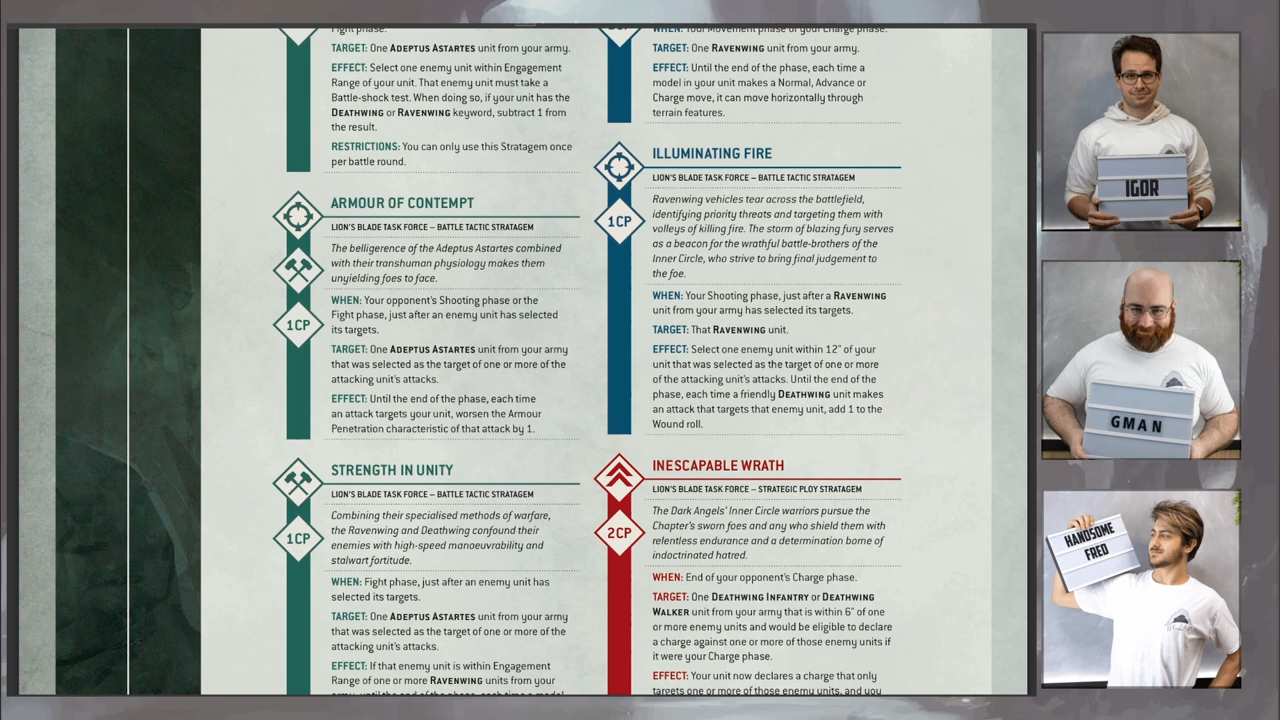 Fight phase.
TARGET: One ADEPTUS ASTARTES unit from your army.
EFFECT: Select one enemy unit within Engagement
Range of your unit. That enemy unit must take a
Battle-shock test. When doing so, if your unit has the
DEATHWING or RAVENWING keyword, subtract 1 from
the result.
RESTRICTIONS: You can only use this Stratagem once
per battle round.
ARMOUR OF CONTEMPT
LION'S BLADE TASK FORCE – BATTLE TACTIC STRATAGEM
The belligerence of the Adeptus Astartes combined
with their transhuman physiology makes them
unyielding foes to face.
1CP
WHEN: Your opponent's Shooting phase or the
Fight phase, just after an enemy unit has selected
its targets.
TARGET: One ADEPTUS ASTARTES unit from your army
that was selected as the target of one or more of the
attacking unit's attacks.
EFFECT: Until the end of the phase, each time
an attack targets your unit, worsen the Armour
Penetration characteristic of that attack by 1.
STRENGTH IN UNITY
LION'S BLADE TASK FORCE – BATTLE TACTIC STRATAGEM
1CP
Combining their specialised methods of warfare,
the Ravenwing and Deathwing confound their
enemies with high-speed manoeuvrability and
stalwart fortitude.
WHEN: Fight phase, just after an enemy unit has
selected its targets.
TARGET: One ADEPTUS ASTARTES unit from your army
that was selected as the target of one or more of the
attacking unit's attacks.
EFFECT: If that enemy unit is within Engagement
Range of one or more RAVENWING units from your
army, until the end of the phase, each time a model
WHEN: Your Movement phase or your Charge phase.
TARGET: One RAVENWING unit from your army.
EFFECT: Until the end of the phase, each time a
model in your unit makes a Normal, Advance or
Charge move, it can move horizontally through
terrain features.
ILLUMINATING FIRE
LION'S BLADE TASK FORCE – BATTLE TACTIC STRATAGEM
1CP
Ravenwing vehicles tear across the battlefield,
identifying priority threats and targeting them with
volleys of killing fire. The storm of blazing fury serves
as a beacon for the wrathful battle-brothers of the
Inner Circle, who strive to bring final judgement to
the foe.
WHEN: Your Shooting phase, just after a RAVENWING
unit from your army has selected its targets.
TARGET: That RAVENWING unit.
EFFECT: Select one enemy unit within 12" of your
unit that was selected as the target of one or more
of the attacking unit's attacks. Until the end of the
phase, each time a friendly DEATHWING unit makes
an attack that targets that enemy unit, add 1 to the
Wound roll.
INESCAPABLE WRATH
LION'S BLADE TASK FORCE – STRATEGIC PLOY STRATAGEM
2CP
The Dark Angels' Inner Circle warriors pursue the
Chapter's sworn foes and any who shield them with
relentless endurance and a determination borne of
indoctrinated hatred.
WHEN: End of your opponent's Charge phase.
TARGET: One DEATHWING INFANTRY or DEATHWING
WALKER unit from your army that is within 6" of one
or more enemy units and would be eligible to declare
a charge against one or more of those enemy units if
it were your Charge phase.
EFFECT: Your unit now declares a charge that only
targets one or more of those enemy units, and you
IGOR
GMAN
HANDSOME
FRED